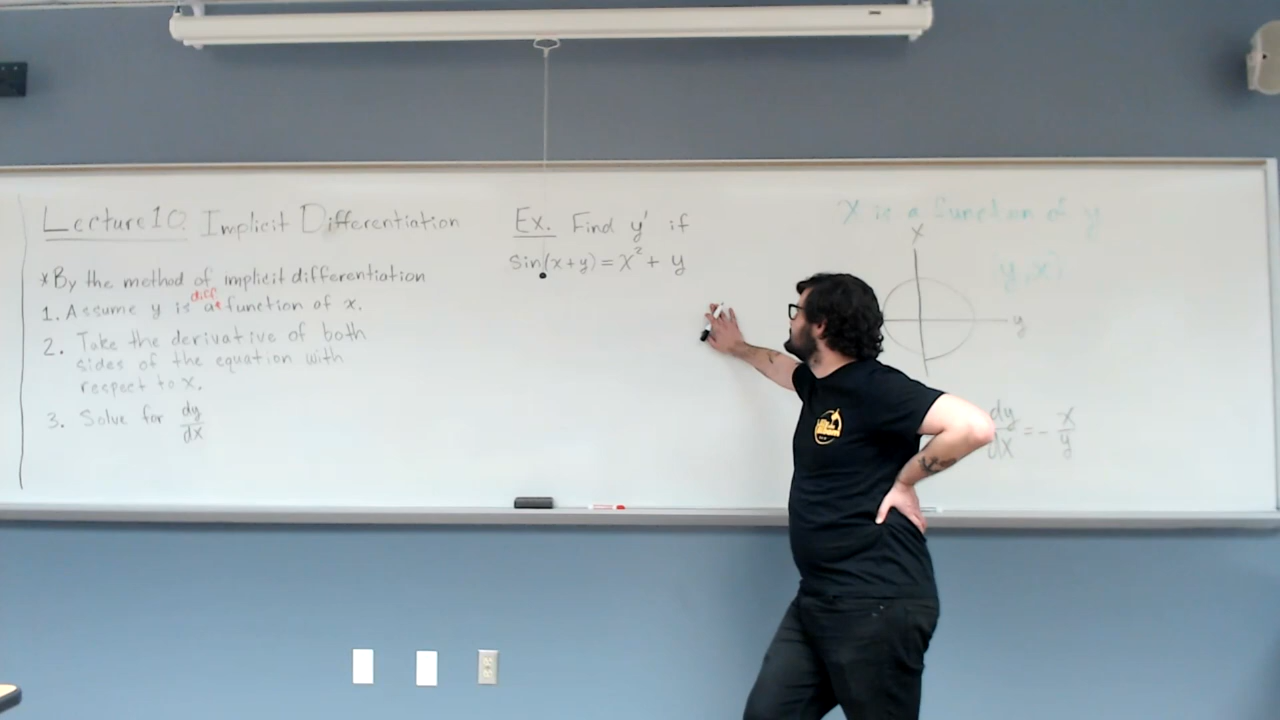 Lecture 10 Implicit Differentiation
*By the method of implicit differentiation
1. Assume y is a diff function of x.
2. Take the derivative of both
sides of the equation with
respect to x.
3. Solve for dy/dx
Ex. Find y' if
sin(x+y) = x² + y
X is a function of y
x
y
dy/dx = - x/y